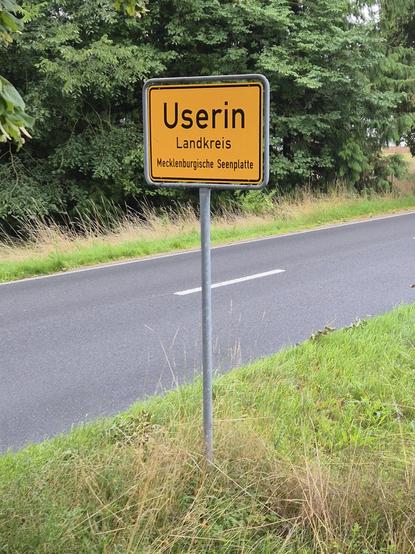 Userin
Landkreis
Mecklenburgische Seenplatte